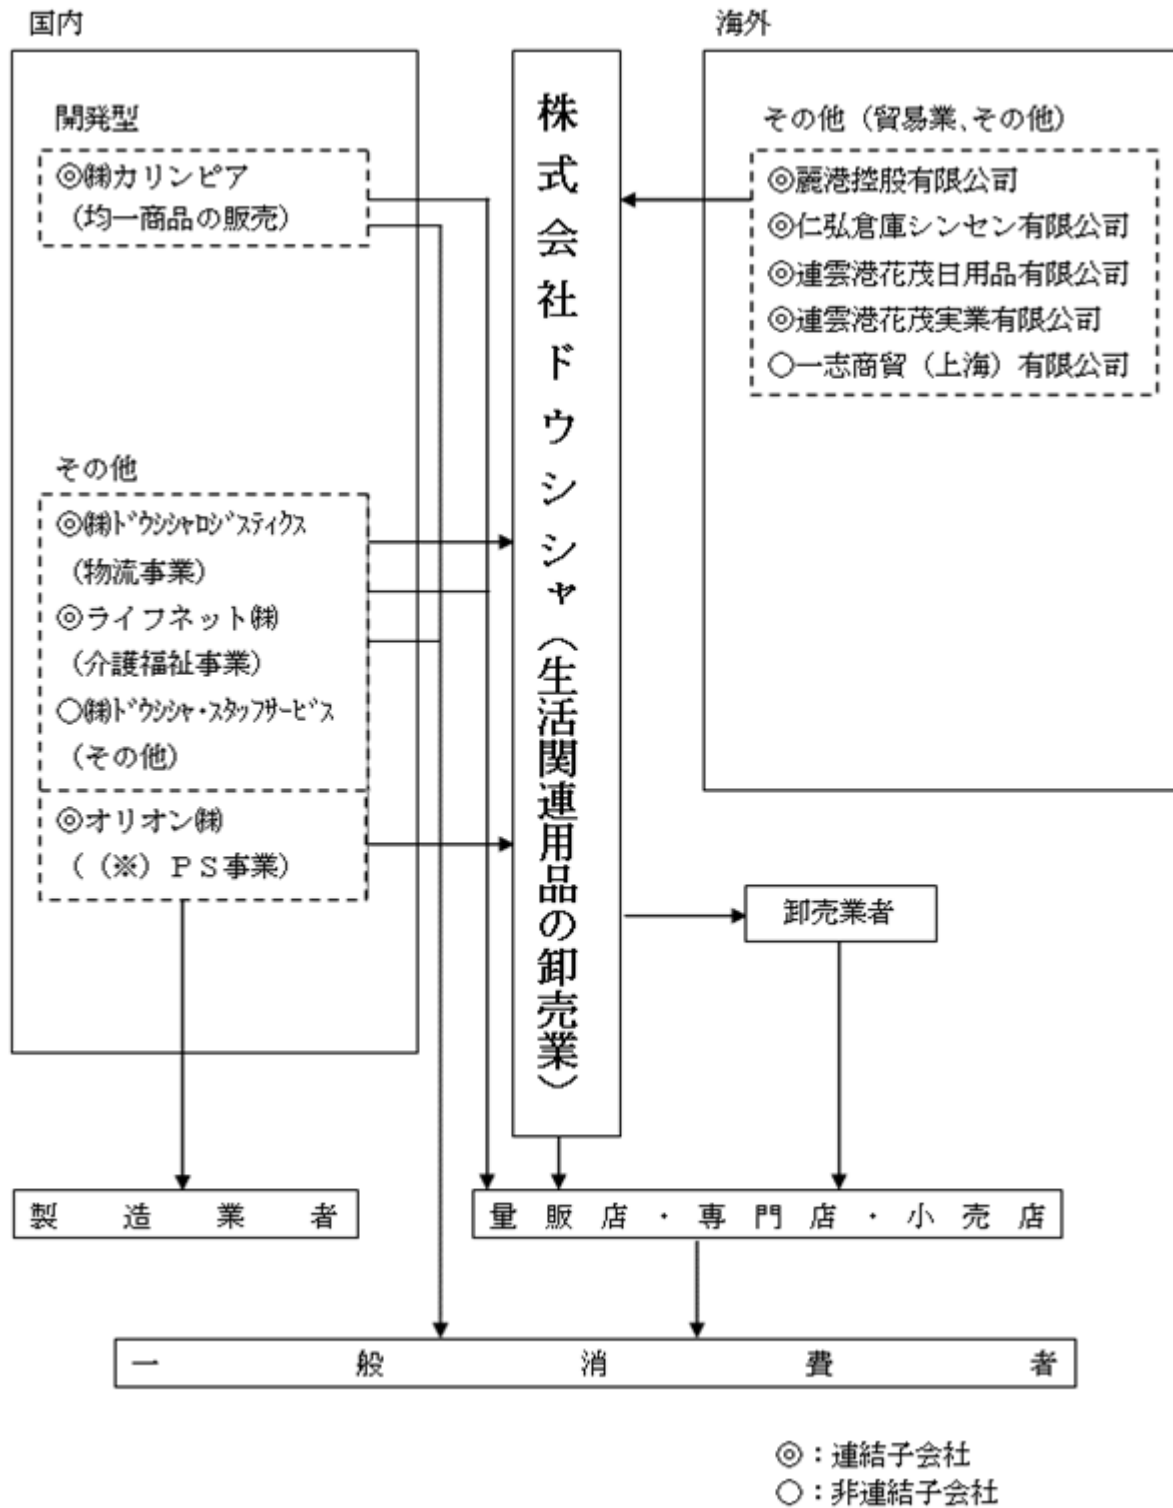 国内
開発型
◎㈱カリンピア
（均一商品の販売）
その他
◎㈱ﾄﾞｳｼｼｬﾛｼﾞｽﾃｨｸｽ
（物流事業）
◎ライフネット㈱
（介護福祉事業）
○㈱ﾄﾞｳｼｼｬ・ｽﾀｯﾌｻｰﾋﾞｽ
（その他）
◎オリオン㈱
（（※）ＰＳ事業）
株式会社ドウシシャ（生活関連用品の卸売業）
海外
その他（貿易業、その他）
◎麗港控股有限公司
◎仁弘倉庫シンセン有限公司
◎連雲港花茂日用品有限公司
◎連雲港花茂実業有限公司
○一志商貿（上海）有限公司
卸売業者
製造業者
量販店・専門店・小売店
一般消費者
◎：連結子会社
○：非連結子会社